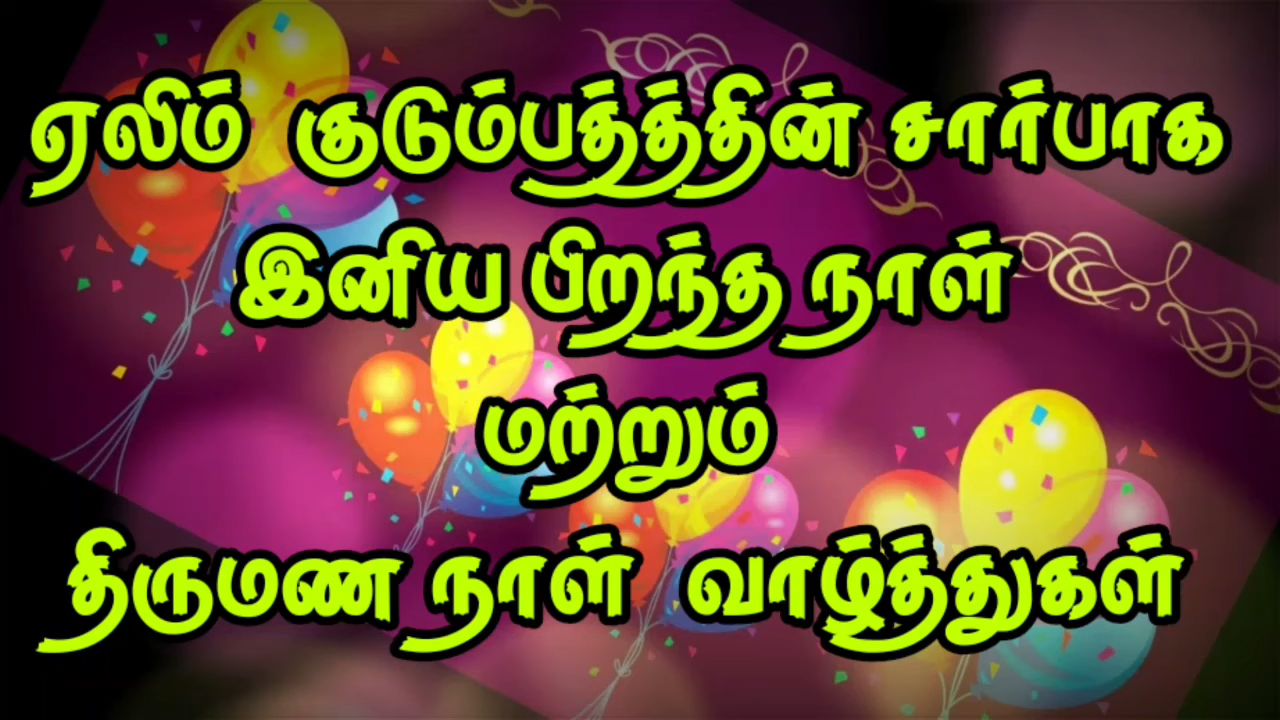 ஏலிம் குடும்பத்த்தின் சார்பாக
இனிய பிறந்த நாள்
மற்றும்
திருமண நாள் வாழ்த்துகள்